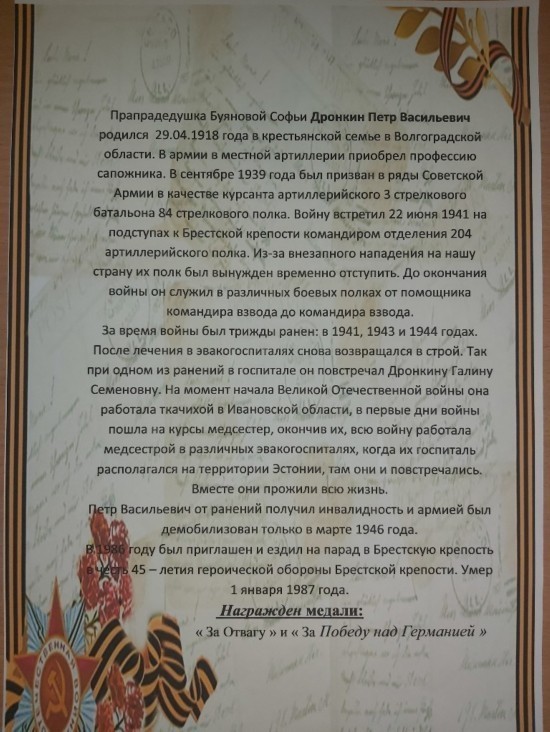 Прапрадедушка Буяновой Софьи Дронкин Петр Васильевич
родился 29.04.1918 года в крестьянской семье в Волгоградской
области. В армии в местной артиллерии приобрел профессию
сапожника. В сентябре 1939 года был призван в ряды Советской
Армии в качестве курсанта артиллерийского 3 стрелкового
батальона 84 стрелкового полка. Войну встретил 22 июня 1941 на
подступах к Брестской крепости командиром отделения 204
артиллерийского полка. Из-за внезапного нападения на нашу
страну их полк был вынужден временно отступить. До окончания
войны он служил в различных боевых полках от помощника
командира взвода до командира взвода.
За время войны был трижды ранен: в 1941, 1943 и 1944 годах.
После лечения в эвакогоспиталях снова возвращался в строй. Так
при одном из ранений в госпитале он повстречал Дронкину Галину
Семеновну. На момент начала Великой Отечественной войны она
работала ткачихой в Ивановской области, в первые дни войны
пошла на курсы медсестер, окончив их, всю войну работала
медсестрой в различных эвакогоспиталях, когда их госпиталь
располагался на территории Эстонии, там они и повстречались.
Вместе они прожили всю жизнь.
Петр Васильевич от ранений получил инвалидность и армией был
демобилизован только в марте 1946 года.
В 1986 году был приглашен и ездил на парад в Брестскую крепость
в честь 45 – летия героической обороны Брестской крепости. Умер
1 января 1987 года.
Награжден медали:
« За Отвагу » и « За Победу над Германией »